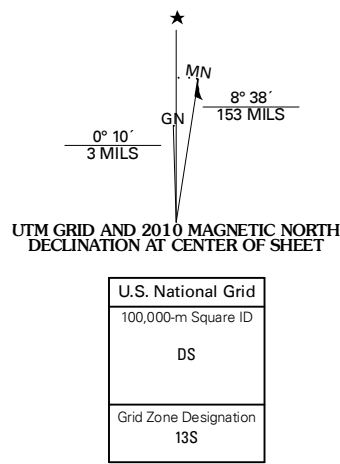 ★
MN
8° 38´
153 MILS
GN
0° 10´
3 MILS
UTM GRID AND 2010 MAGNETIC NORTH
DECLINATION AT CENTER OF SHEET
U.S. National Grid
100,000-m Square ID
DS
Grid Zone Designation
13S